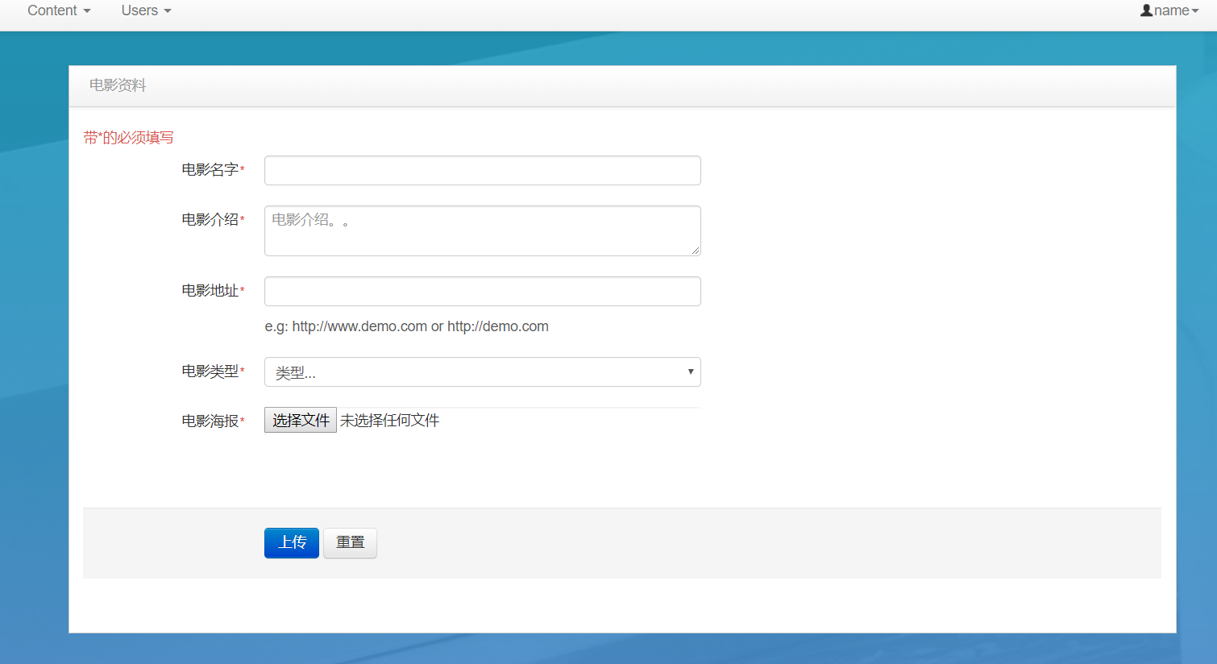 Content Users name
电影资料
带*的必须填写
电影名字*
电影介绍* 电影介绍。。
电影地址*
e.g: http://www.demo.com or http://demo.com
电影类型* 类型...
电影海报* 选择文件 未选择任何文件
上传 重置